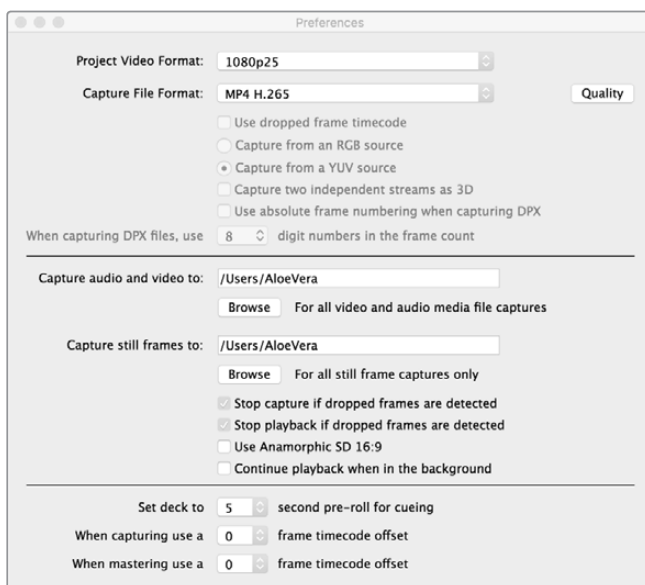 Preferences
Project Video Format: 1080p25
Capture File Format: MP4 H.265 Quality
Use dropped frame timecode
Capture from an RGB source
Capture from a YUV source
Capture two independent streams as 3D
Use absolute frame numbering when capturing DPX
When capturing DPX files, use 8 digit numbers in the frame count
Capture audio and video to: /Users/AloeVera
Browse For all video and audio media file captures
Capture still frames to: /Users/AloeVera
Browse For all still frame captures only
Stop capture if dropped frames are detected
Stop playback if dropped frames are detected
Use Anamorphic SD 16:9
Continue playback when in the background
Set deck to 5 second pre-roll for cueing
When capturing use a 0 frame timecode offset
When mastering use a 0 frame timecode offset